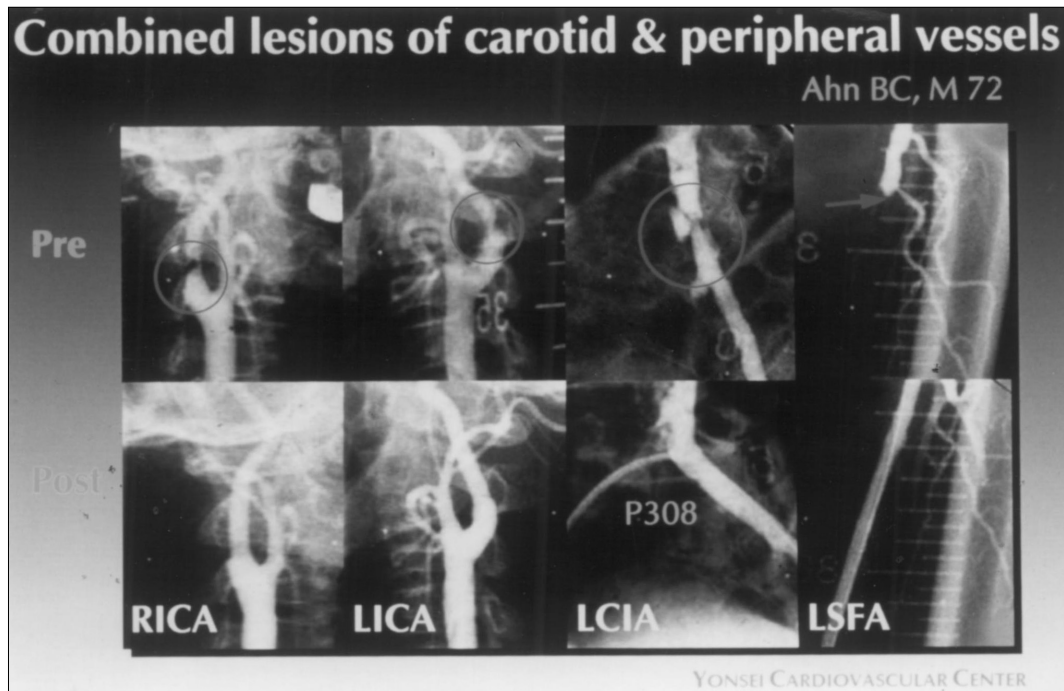 Combined lesions of carotid & peripheral vessels
Ahn BC, M 72
Pre
35
Post
P308
RICA
LICA
LCIA
LSFA
YONSEI CARDIOVASCULAR CENTER